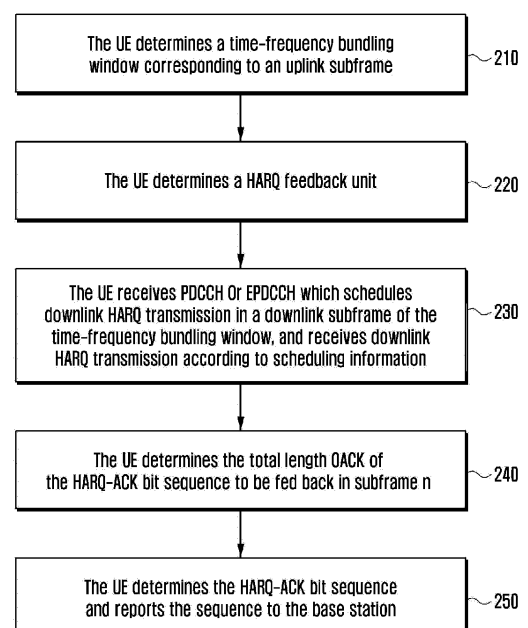 The UE determines a time-frequency bundling
window corresponding to an uplink subframe
210
The UE determines a HARQ feedback unit
220
The UE receives PDCCH Or EPDCCH which schedules
downlink HARQ transmission in a downlink subframe of the
time-frequency bundling window, and receives downlink
HARQ transmission according to scheduling information
230
The UE determines the total length OACK of
the HARQ-ACK bit sequence to be fed back in subframe n
240
The UE determines the HARQ-ACK bit sequence
and reports the sequence to the base station
250